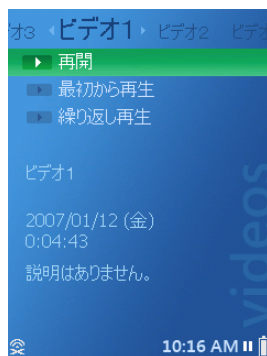 オ3 ビデオ1 ビデオ2 ビデ
再開
最初から再生
繰り返し再生
ビデオ1
2007/01/12 (金)
0:04:43
説明はありません。
videos
10:16 AM